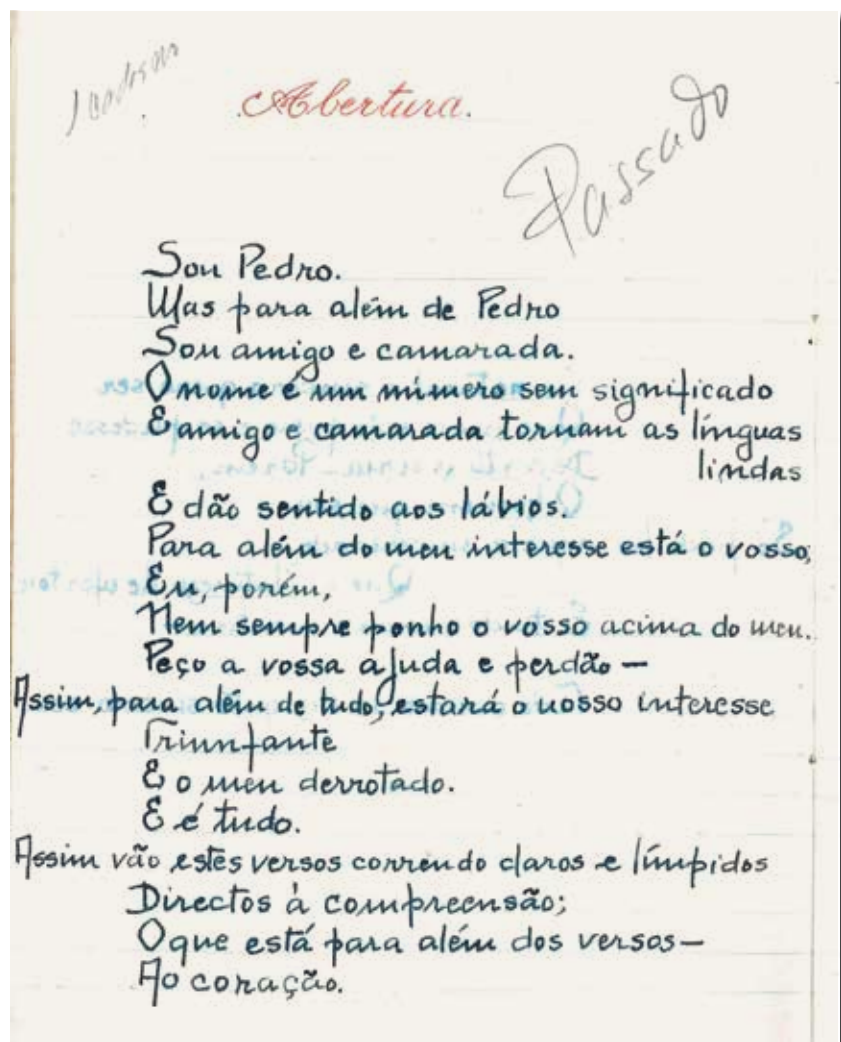 Abertura.
Passado
Sou Pedro.
Mas para além de Pedro
Sou amigo e camarada.
O nome é um número sem significado
E amigo e camarada tornam as línguas
lindas
E dão sentido aos lábios.
Para além do meu interesse está o vosso;
Eu, porém,
Nem sempre ponho o vosso acima do meu.
Peço a vossa ajuda e perdão —
Assim, para além de tudo, estará o nosso interesse
Triunfante
E o meu derrotado.
E é tudo.
Assim vão estes versos correndo claros e límpidos
Directos à compreensão;
O que está para além dos versos —
Ao coração.